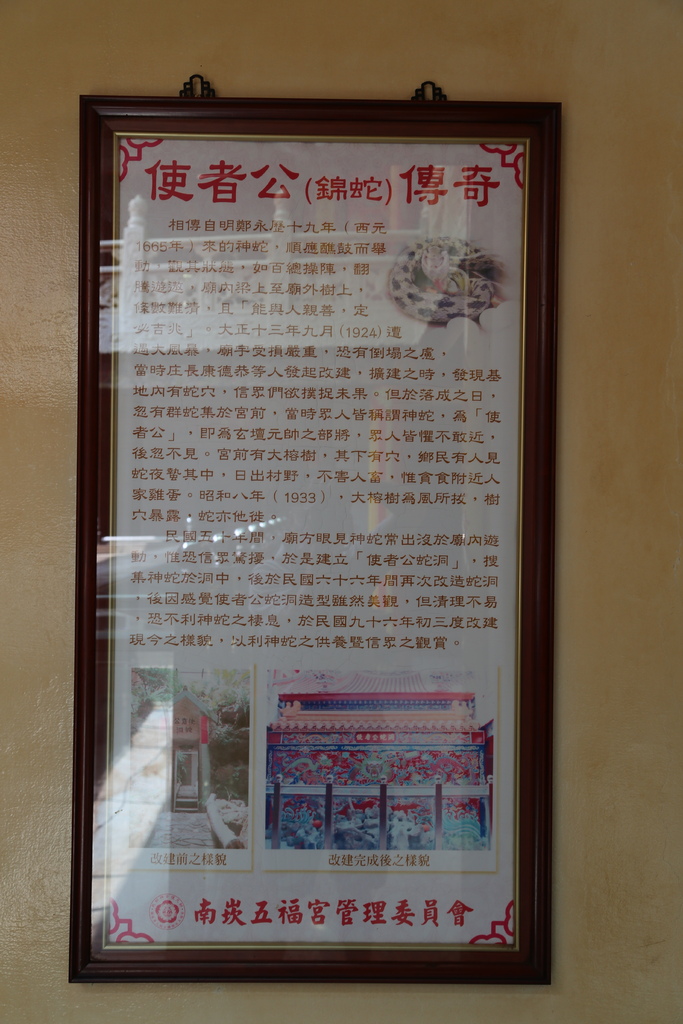 使者公(錦蛇)傳奇
相傳自明鄭永歷十九年（西元
1665年）來的神蛇，順應醮鼓而舉
動，觀其狀態，如百總操陣，翻
騰遊遊，廟內梁上至廟外樹上，
條數難清，且「能與人親善，定
必吉兆」。大正十三年九月(1924)遭
過大風暴，廟宇受損嚴重，恐有倒塌之慮，
當時庄長康德恭等人發起改建，擴建之時，發現基
地內有蛇穴，信眾們欲撲捉未果。但於落成之日，
忽有群蛇集於宮前，當時眾人皆稱謂神蛇，為「使
者公」，即為玄壇元帥之部將，眾人皆懼不敢近，
後忽不見。宮前有大榕樹，其下有穴，鄉民有人見
蛇夜蟄其中，日出村野，不害人畜，惟貪食附近人
家雞蛋。昭和八年（1933），大榕樹為風所拔，樹
穴暴露，蛇亦他徙。
民國五十年間，廟方眼見神蛇常出沒於廟內遊
動，惟恐信眾驚擾，於是建立「使者公蛇洞」，搜
集神蛇於洞中，後於民國六十六年間再次改造蛇洞
，後因感覺使者公蛇洞造型雖然美觀，但清理不易
，恐不利神蛇之棲息，於民國九十六年初三度改建
現今之樣貌，以利神蛇之供養暨信眾之觀賞。
改建前之樣貌
改建完成後之樣貌
南崁五福宮管理委員會